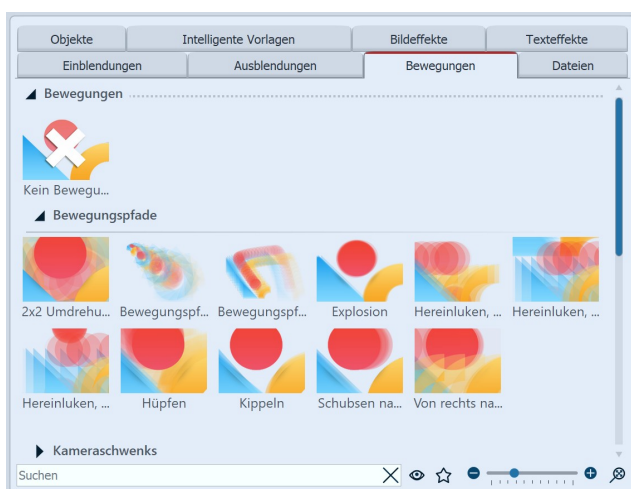 Objekte Intelligente Vorlagen Bildeffekte Texteffekte
Einblendungen Ausblendungen Bewegungen Dateien
Bewegungen
Kein Bewegu...
Bewegungspfade
2x2 Umdrehu... Bewegungspf... Bewegungspf... Explosion Hereinluken, ... Hereinluken, ...
Hereinluken, ... Hüpfen Kippeln Schubsen na... Von rechts na...
Kameraschwenks
Suchen